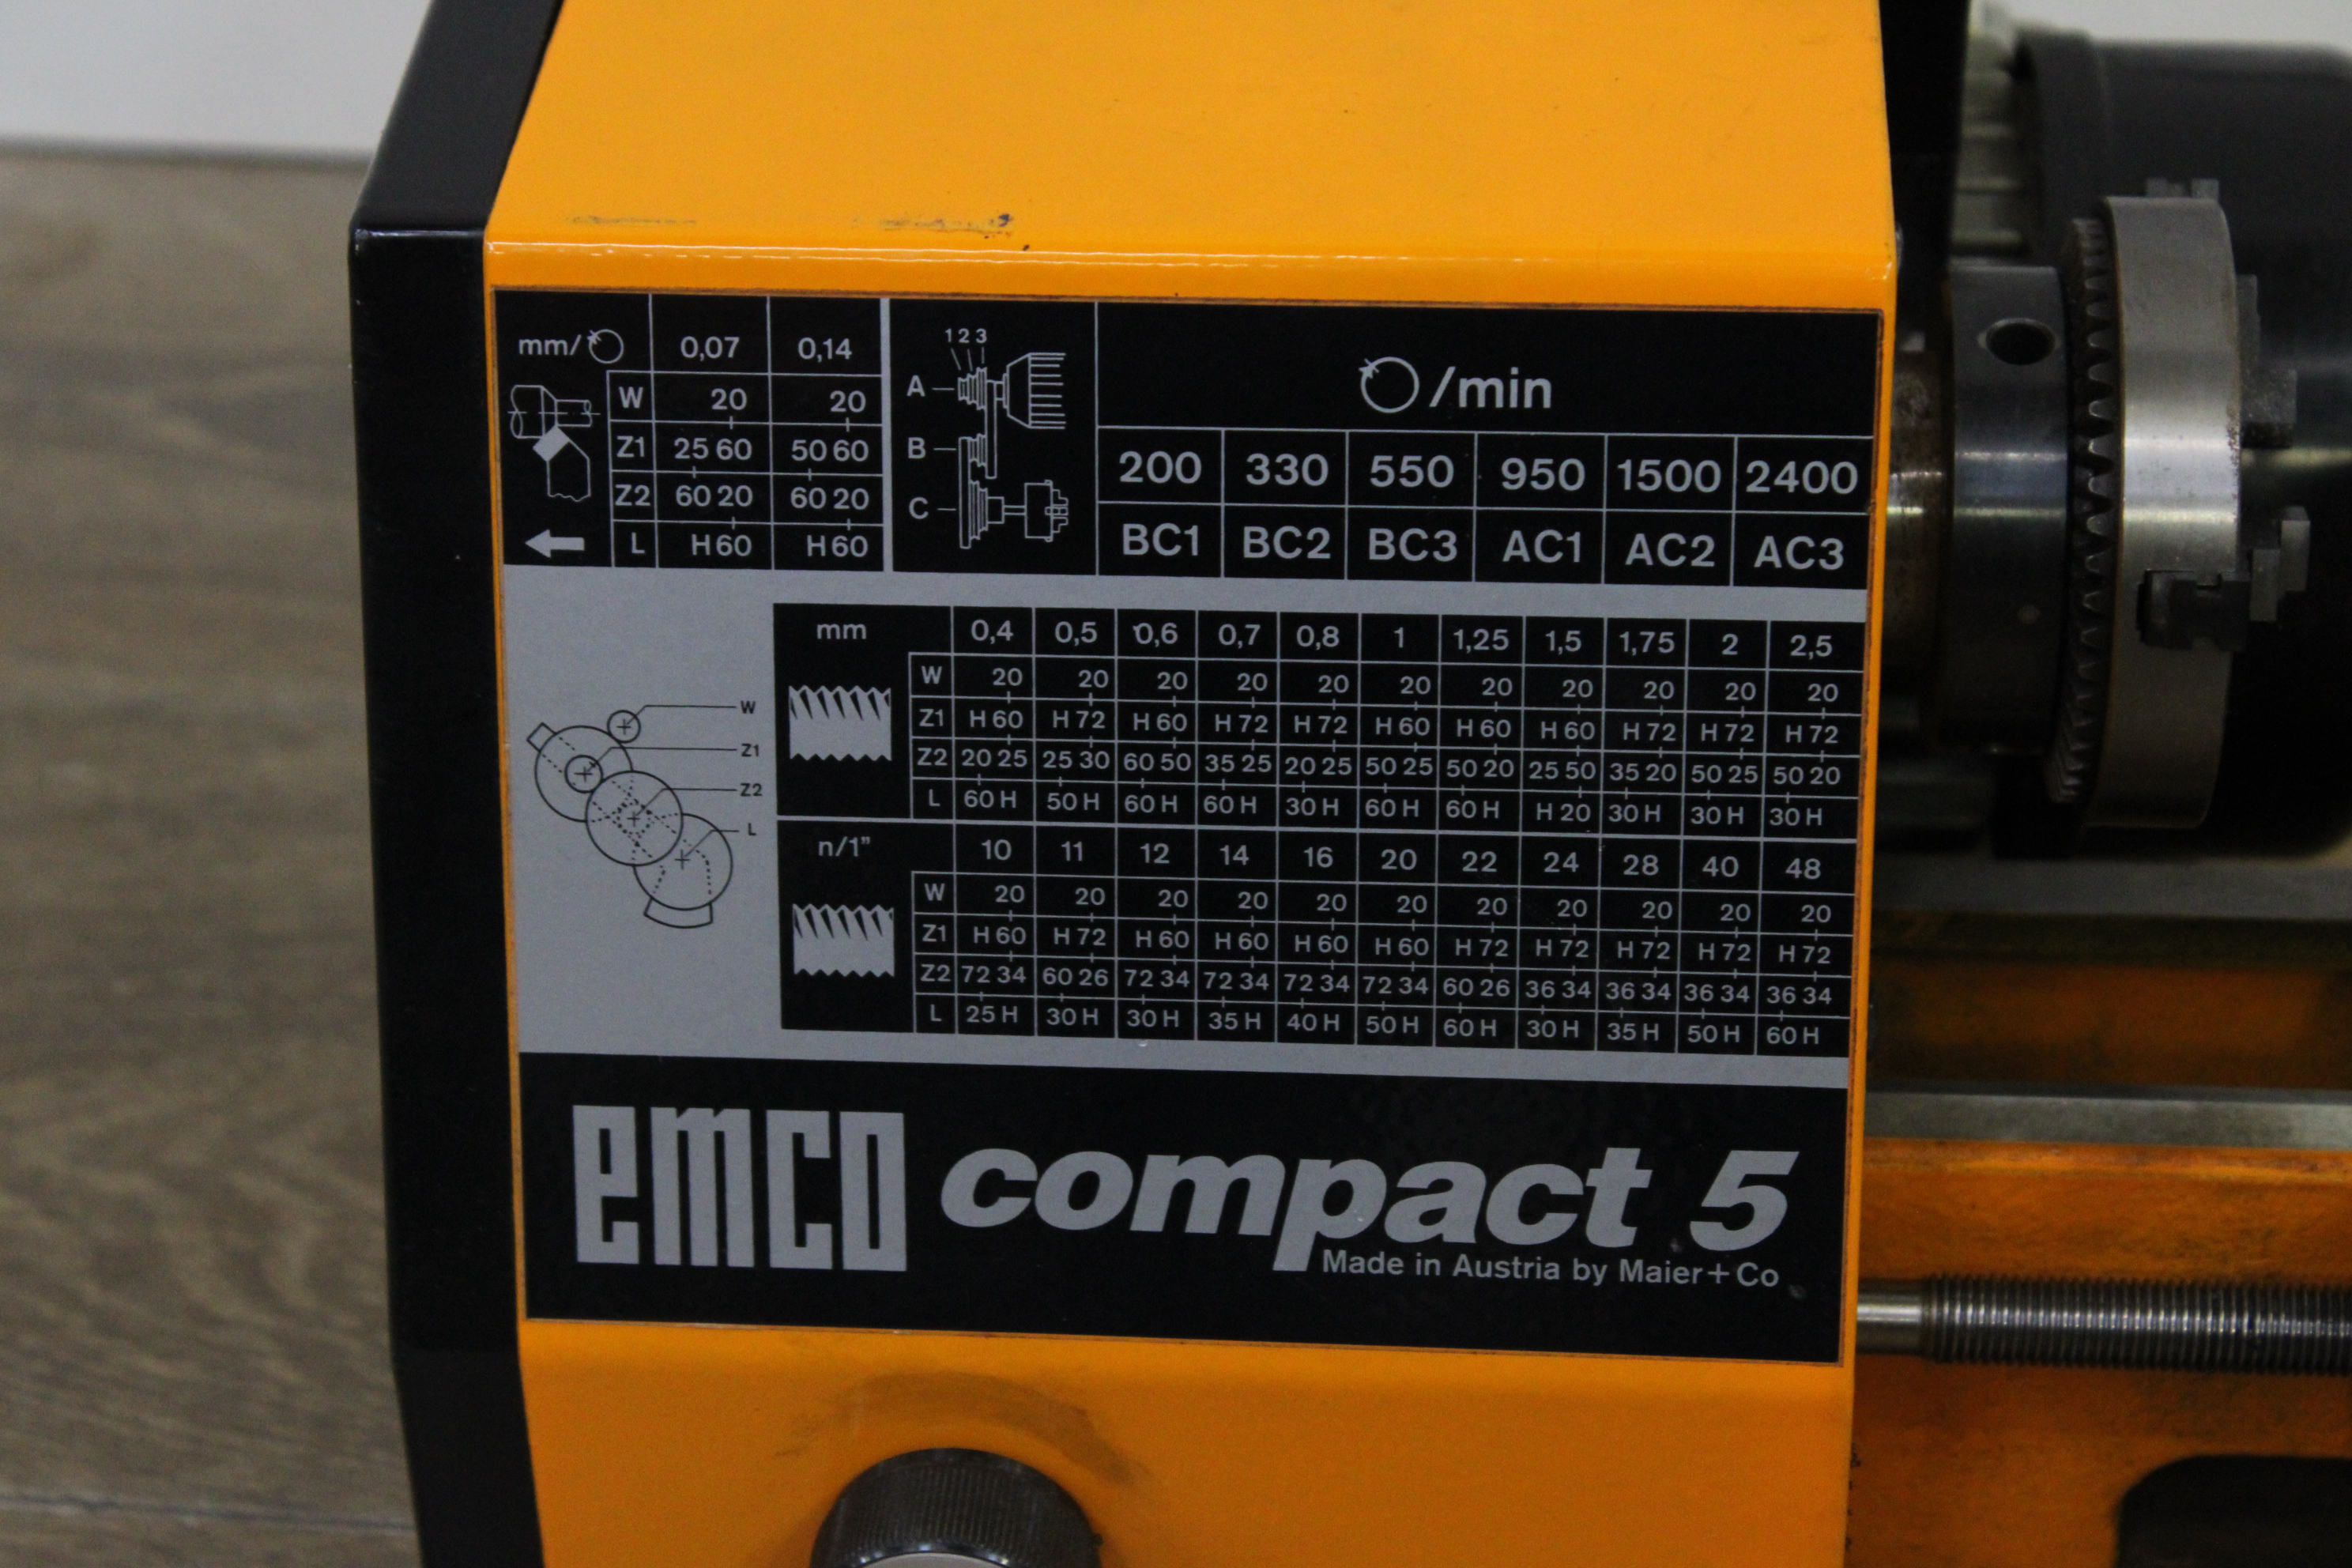 mm/ 0,07 0,14
W 20 20
Z1 25 60 50 60
Z2 60 20 60 20
L H 60 H 60
1 2 3
A
B
C
/min
200 330 550 950 1500 2400
BC1 BC2 BC3 AC1 AC2 AC3
W
Z1
Z2
L
mm 0,4 0,5 0,6 0,7 0,8 1 1,25 1,5 1,75 2 2,5
W 20 20 20 20 20 20 20 20 20 20 20
Z1 H 60 H 72 H 60 H 72 H 72 H 60 H 60 H 60 H 72 H 72 H 72
Z2 20 25 25 30 60 50 35 25 20 25 50 25 50 20 25 50 35 20 50 25 50 20
L 60 H 50 H 60 H 60 H 30 H 60 H 60 H H 20 30 H 30 H 30 H
n/1" 10 11 12 14 16 20 22 24 28 40 48
W 20 20 20 20 20 20 20 20 20 20 20
Z1 H 60 H 72 H 60 H 60 H 60 H 60 H 72 H 72 H 72 H 72 H 72
Z2 72 34 60 26 72 34 72 34 72 34 72 34 60 26 36 34 36 34 36 34 36 34
L 25 H 30 H 30 H 35 H 40 H 50 H 60 H 30 H 35 H 50 H 60 H
emco compact 5
Made in Austria by Maier+Co